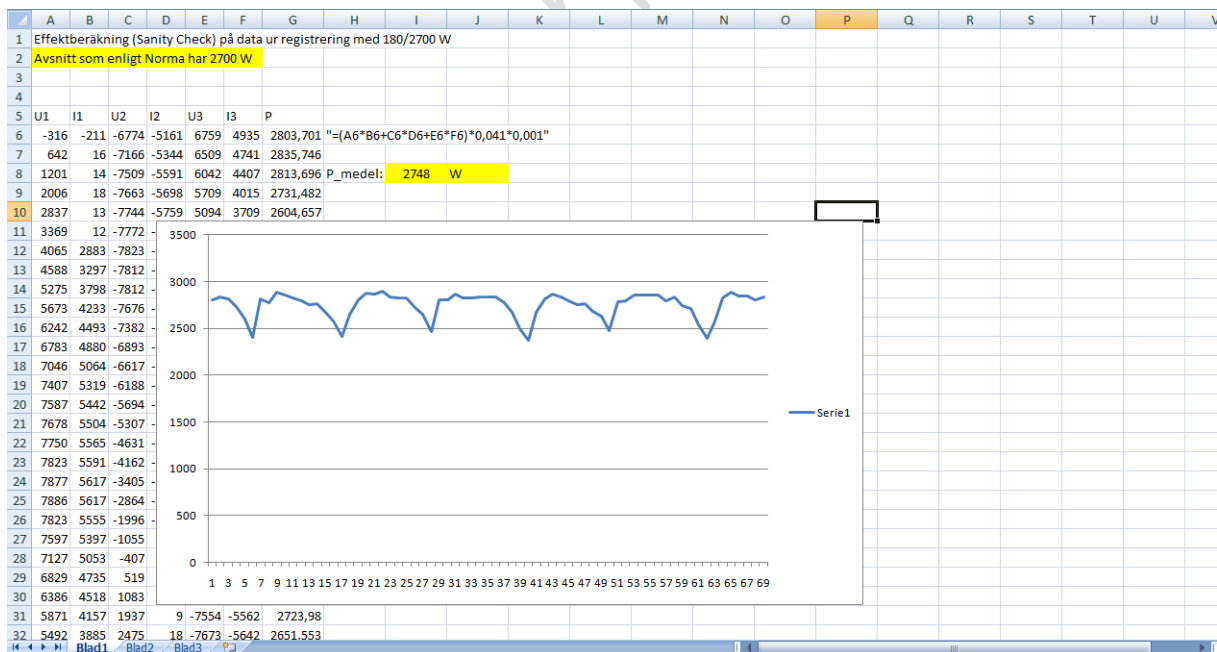 A B C D E F G H I J K L M N O P Q R S T U V
1 Effektberäkning (Sanity Check) på data ur registrering med 180/2700 W
2 Avsnitt som enligt Norma har 2700 W
3
4
5 U1 I1 U2 I2 U3 I3 P
6 -316 -211 -6774 -5161 6759 4935 2803,701 "=(A6*B6+C6*D6+E6*F6)*0,041*0,001"
7 642 16 -7166 -5344 6509 4741 2835,746
8 1201 14 -7509 -5591 6042 4407 2813,696 P_medel: 2748 W
9 2006 18 -7663 -5698 5709 4015 2731,482
10 2837 13 -7744 -5759 5094 3709 2604,657
11 3369 12 -7772 -
12 4065 2883 -7823 -
13 4588 3297 -7812 -
14 5275 3798 -7812 -
15 5673 4233 -7676 -
16 6242 4493 -7382 -
17 6783 4880 -6893 -
18 7046 5064 -6617 -
19 7407 5319 -6188 -
20 7587 5442 -5694 -
21 7678 5504 -5307 -
22 7750 5565 -4631 -
23 7823 5591 -4162 -
24 7877 5617 -3405 -
25 7886 5617 -2864 -
26 7823 5555 -1996 -
27 7597 5397 -1055
28 7127 5053 -407
29 6829 4735 519
30 6386 4518 1083
31 5871 4157 1937 9 -7554 -5562 2723,98
32 5492 3885 2475 18 -7673 -5642 2651,553
3500
3000
2500
2000
1500
1000
500
0
1 3 5 7 9 11 13 15 17 19 21 23 25 27 29 31 33 35 37 39 41 43 45 47 49 51 53 55 57 59 61 63 65 67 69
Serie1
Blad1 Blad2 Blad3